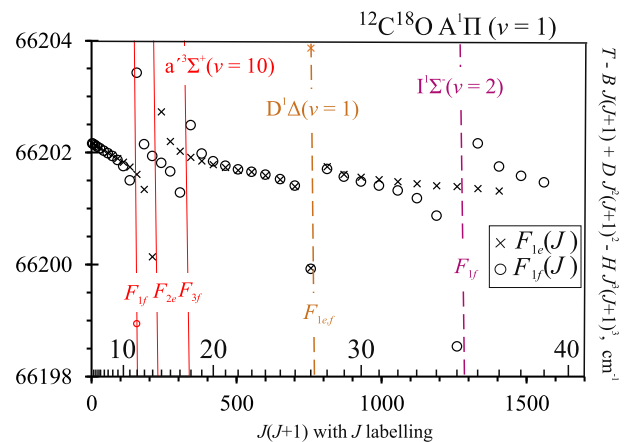 ¹²C¹⁸O A¹Π (v = 1)
66204
66202
66200
66198
a′³Σ⁺(v = 10)
D¹Δ(v = 1)
I¹Σ⁻(v = 2)
× F₁ₑ(J)
○ F₁f(J)
F₁f
F₂ₑ
F₃f
F₁ₑ,f
F₁f
10
20
30
40
0
500
1000
1500
J(J+1) with J labelling
T - B J(J+1) + D J²(J+1)² - H J³(J+1)³, cm⁻¹